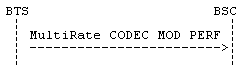 BTS BSC
MultiRate CODEC MOD PERF